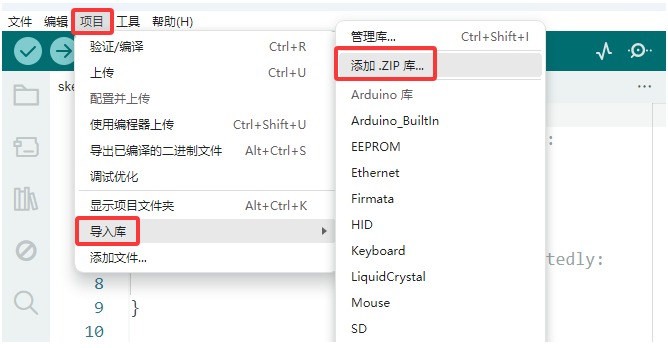 文件 编辑 项目 工具 帮助(H)
验证/编译 Ctrl+R
上传 Ctrl+U
配置并上传
使用编程器上传 Ctrl+Shift+U
导出已编译的二进制文件 Alt+Ctrl+S
调试优化
显示项目文件夹 Alt+Ctrl+K
导入库
添加文件...
管理库... Ctrl+Shift+I
添加 .ZIP 库...
Arduino 库
Arduino_BuiltIn
EEPROM
Ethernet
Firmata
HID
Keyboard
LiquidCrystal
Mouse
SD
ske
:
tedly:
8
9 }
10